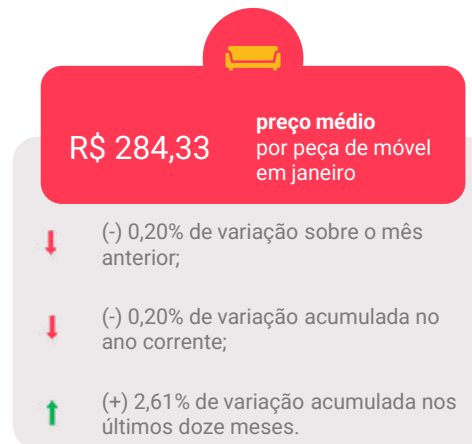 R$ 284,33
preço médio
por peça de móvel
em janeiro
(-) 0,20% de variação sobre o mês
anterior;
(-) 0,20% de variação acumulada no
ano corrente;
(+) 2,61% de variação acumulada nos
últimos doze meses.